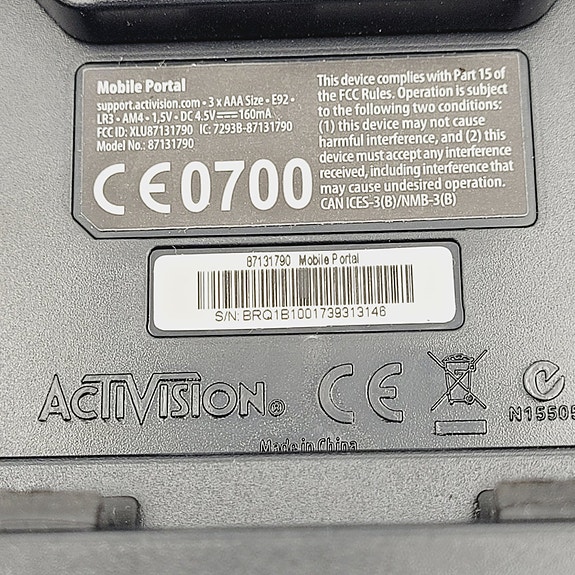 Mobile Portal
support.activision.com • 3 x AAA Size • E92 •
LR3 • AM4 • 1,5V • DC 4.5V⎓160mA
FCC ID: XLU87131790 IC: 7293B-87131790
Model No.: 87131790
CE0700
This device complies with Part 15 of
the FCC Rules. Operation is subject
to the following two conditions:
(1) this device may not cause
harmful interference, and (2) this
device must accept any interference
received, including interference that
may cause undesired operation.
CAN ICES-3(B)/NMB-3(B)
87131790 Mobile Portal
S/N: BRQ1B1001739313146
ACTIVISION® CE
N15505
Made in China